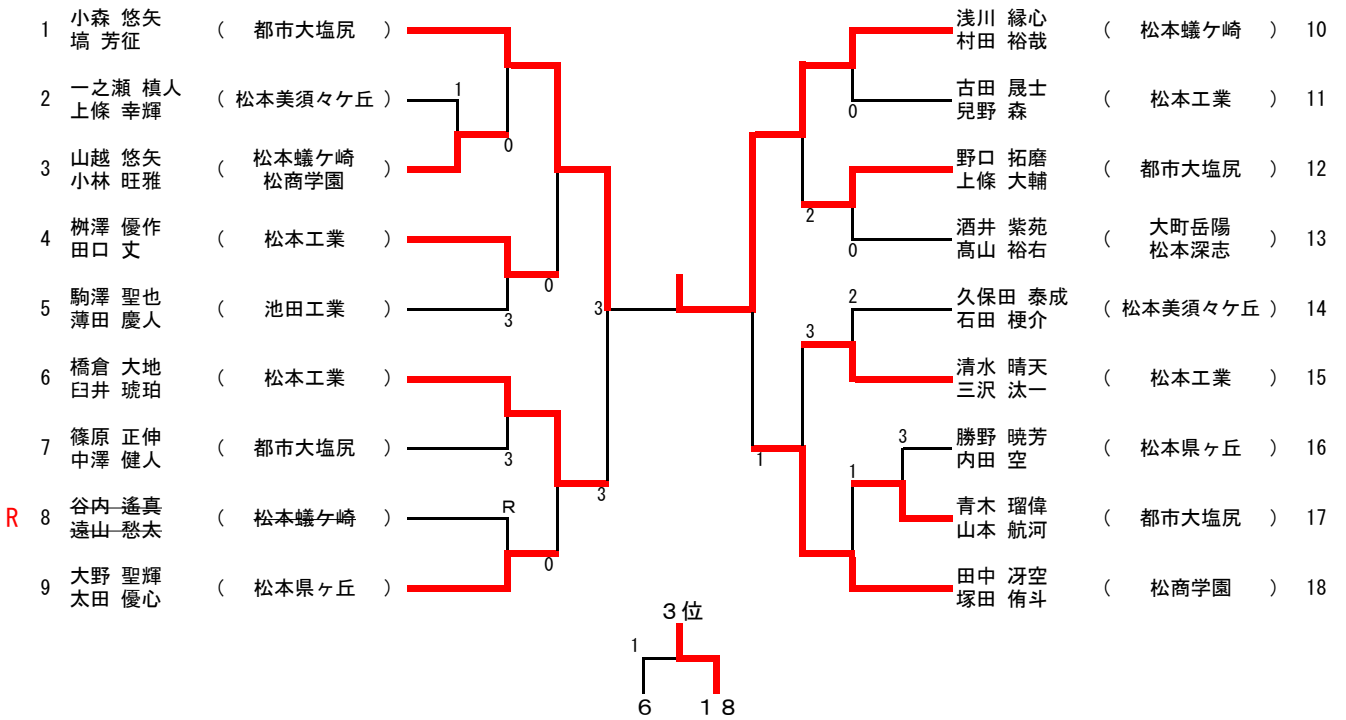 1 小森 悠矢 ( 都市大塩尻 )
塙 芳征
2 一之瀬 槙人 ( 松本美須々ケ丘 )
上條 幸輝
1
0
3 山越 悠矢 ( 松本蟻ケ崎 )
小林 旺雅 松商学園
4 桝澤 優作 ( 松本工業 )
田口 丈
0
5 駒澤 聖也 ( 池田工業 )
薄田 慶人
3
3
6 橋倉 大地 ( 松本工業 )
臼井 琥珀
7 篠原 正伸 ( 都市大塩尻 )
中澤 健人
3
3
R 8 谷内 遙真 ( 松本蟻ケ崎 )
遠山 愁太
R
0
9 大野 聖輝 ( 松本県ヶ丘 )
太田 優心
浅川 縁心 ( 松本蟻ケ崎 ) 10
村田 裕哉
古田 晟士 ( 松本工業 ) 11
兒野 森
0
野口 拓磨 ( 都市大塩尻 ) 12
上條 大輔
2
酒井 紫苑 ( 大町岳陽 ) 13
髙山 裕右 松本深志
0
2
久保田 泰成 ( 松本美須々ケ丘 ) 14
石田 梗介
3
清水 晴天 ( 松本工業 ) 15
三沢 汰一
3
勝野 暁芳 ( 松本県ヶ丘 ) 16
内田 空
1
1
青木 瑠偉 ( 都市大塩尻 ) 17
山本 航河
田中 冴空 ( 松商学園 ) 18
塚田 侑斗
3位
1
6 18